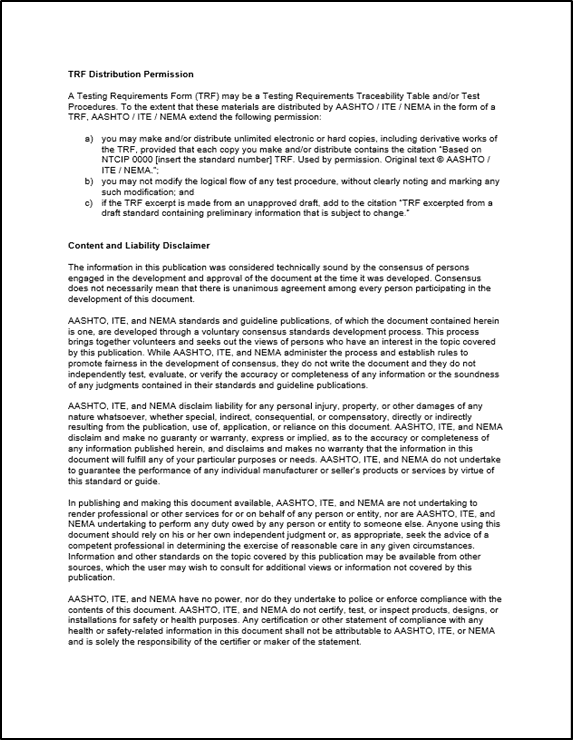 TRF Distribution Permission
A Testing Requirements Form (TRF) may be a Testing Requirements Traceability Table and/or Test
Procedures. To the extent that these materials are distributed by AASHTO / ITE / NEMA in the form of a
TRF, AASHTO / ITE / NEMA extend the following permission:
a) you may make and/or distribute unlimited electronic or hard copies, including derivative works of
the TRF, provided that each copy you make and/or distribute contains the citation "Based on
NTCIP 0000 [insert the standard number] TRF. Used by permission. Original text © AASHTO /
ITE / NEMA.";
b) you may not modify the logical flow of any test procedure, without clearly noting and marking any
such modification; and
c) if the TRF excerpt is made from an unapproved draft, add to the citation "TRF excerpted from a
draft standard containing preliminary information that is subject to change."
Content and Liability Disclaimer
The information in this publication was considered technically sound by the consensus of persons
engaged in the development and approval of the document at the time it was developed. Consensus
does not necessarily mean that there is unanimous agreement among every person participating in the
development of this document.
AASHTO, ITE, and NEMA standards and guideline publications, of which the document contained herein
is one, are developed through a voluntary consensus standards development process. This process
brings together volunteers and seeks out the views of persons who have an interest in the topic covered
by this publication. While AASHTO, ITE, and NEMA administer the process and establish rules to
promote fairness in the development of consensus, they do not write the document and they do not
independently test, evaluate, or verify the accuracy or completeness of any information or the soundness
of any judgments contained in their standards and guideline publications.
AASHTO, ITE, and NEMA disclaim liability for any personal injury, property, or other damages of any
nature whatsoever, whether special, indirect, consequential, or compensatory, directly or indirectly
resulting from the publication, use of, application, or reliance on this document. AASHTO, ITE, and NEMA
disclaim and make no guaranty or warranty, express or implied, as to the accuracy or completeness of
any information published herein, and disclaims and makes no warranty that the information in this
document will fulfill any of your particular purposes or needs. AASHTO, ITE, and NEMA do not undertake
to guarantee the performance of any individual manufacturer or seller's products or services by virtue of
this standard or guide.
In publishing and making this document available, AASHTO, ITE, and NEMA are not undertaking to
render professional or other services for or on behalf of any person or entity, nor are AASHTO, ITE, and
NEMA undertaking to perform any duty owed by any person or entity to someone else. Anyone using this
document should rely on his or her own independent judgment or, as appropriate, seek the advice of a
competent professional in determining the exercise of reasonable care in any given circumstances.
Information and other standards on the topic covered by this publication may be available from other
sources, which the user may wish to consult for additional views or information not covered by this
publication.
AASHTO, ITE, and NEMA have no power, nor do they undertake to police or enforce compliance with the
contents of this document. AASHTO, ITE, and NEMA do not certify, test, or inspect products, designs, or
installations for safety or health purposes. Any certification or other statement of compliance with any
health or safety-related information in this document shall not be attributable to AASHTO, ITE, or NEMA
and is solely the responsibility of the certifier or maker of the statement.